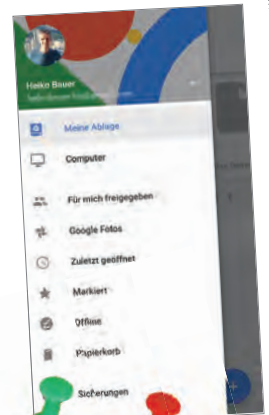 Heiko Bauer
Meine Ablage
Computer
Für mich freigegeben
Google Fotos
Zuletzt geöffnet
Markiert
Offline
Papierkorb
Sicherungen